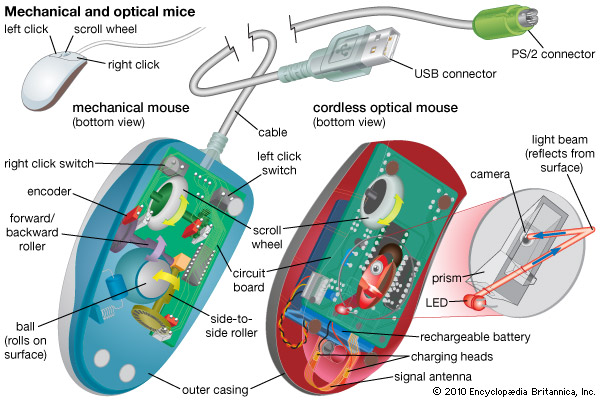 Mechanical and optical mice
left click
scroll wheel
right click
PS/2 connector
USB connector
mechanical mouse
(bottom view)
cable
cordless optical mouse
(bottom view)
right click switch
left click
switch
encoder
forward/
backward
roller
scroll
wheel
circuit
board
ball
(rolls on
surface)
side-to-
side roller
outer casing
light beam
(reflects from
surface)
camera
prism
LED
rechargeable battery
charging heads
signal antenna
© 2010 Encyclopædia Britannica, Inc.